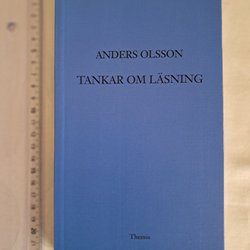 ANDERS OLSSON
TANKAR OM LÄSNING
Themis